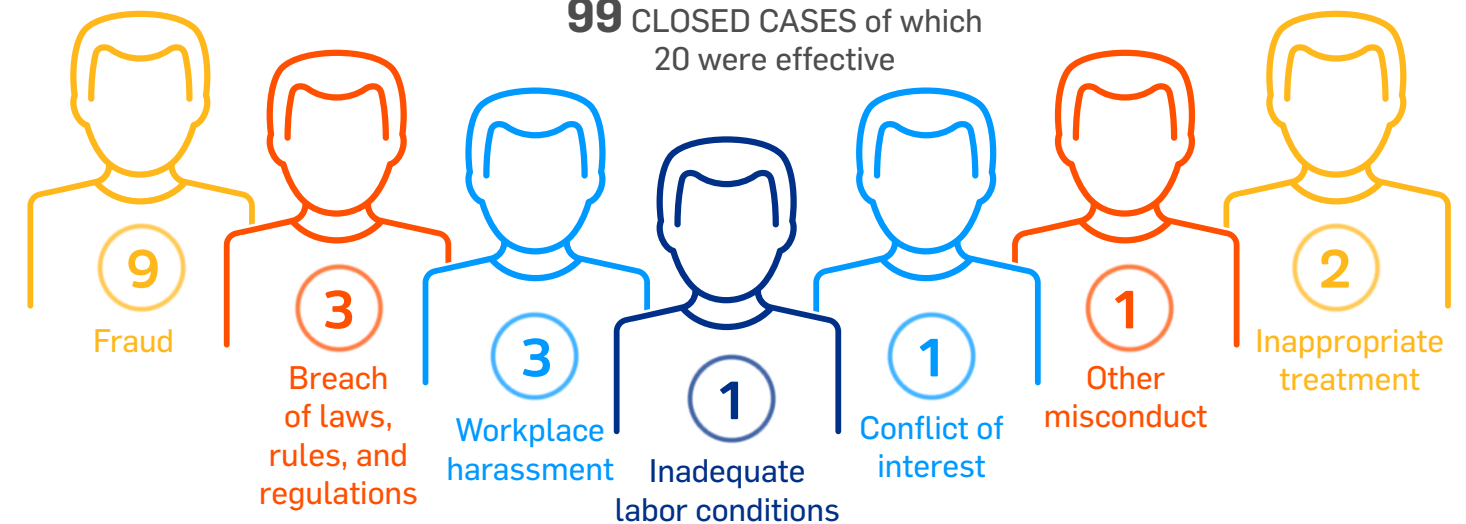 99 CLOSED CASES of which
20 were effective
9
Fraud
3
Breach
of laws,
rules, and
regulations
3
Workplace
harassment
1
Inadequate
labor conditions
1
Conflict of
interest
1
Other
misconduct
2
Inappropriate
treatment